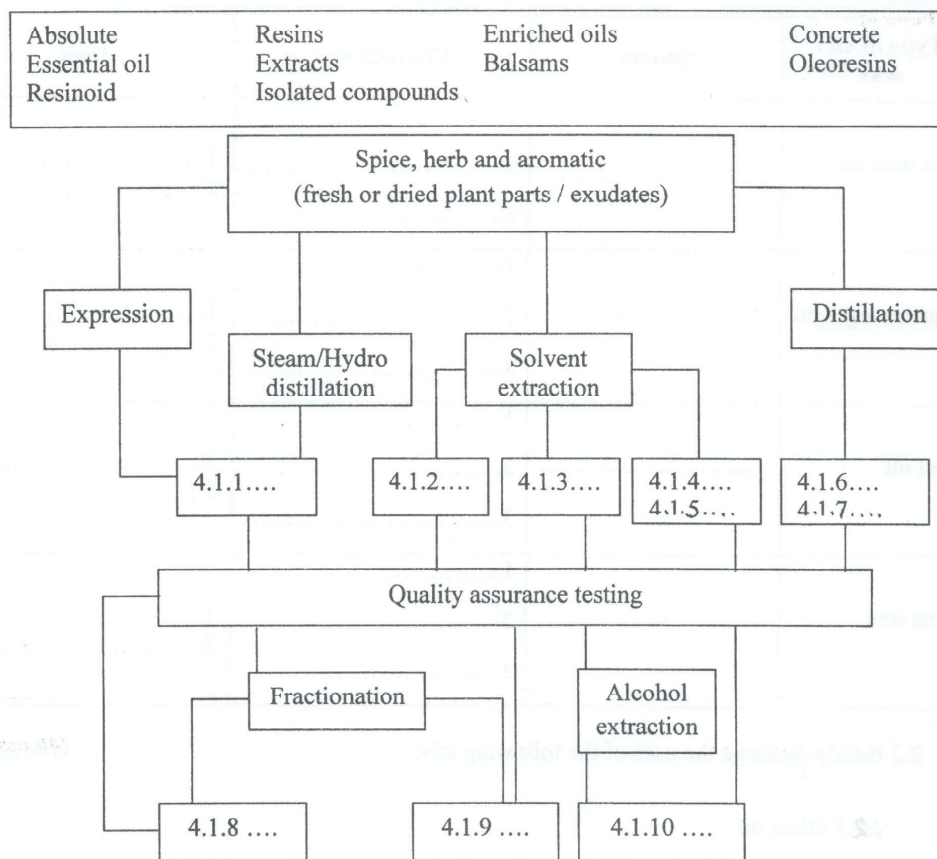 Absolute Resins Enriched oils Concrete
Essential oil Extracts Balsams Oleoresins
Resinoid Isolated compounds
Spice, herb and aromatic
(fresh or dried plant parts / exudates)
Expression
Distillation
Steam/Hydro
distillation
Solvent
extraction
4.1.1....
4.1.2....
4.1.3....
4.1.4....
4.1.5....
4.1.6....
4.1.7....
Quality assurance testing
Fractionation
Alcohol
extraction
4.1.8 ....
4.1.9 ....
4.1.10 ....